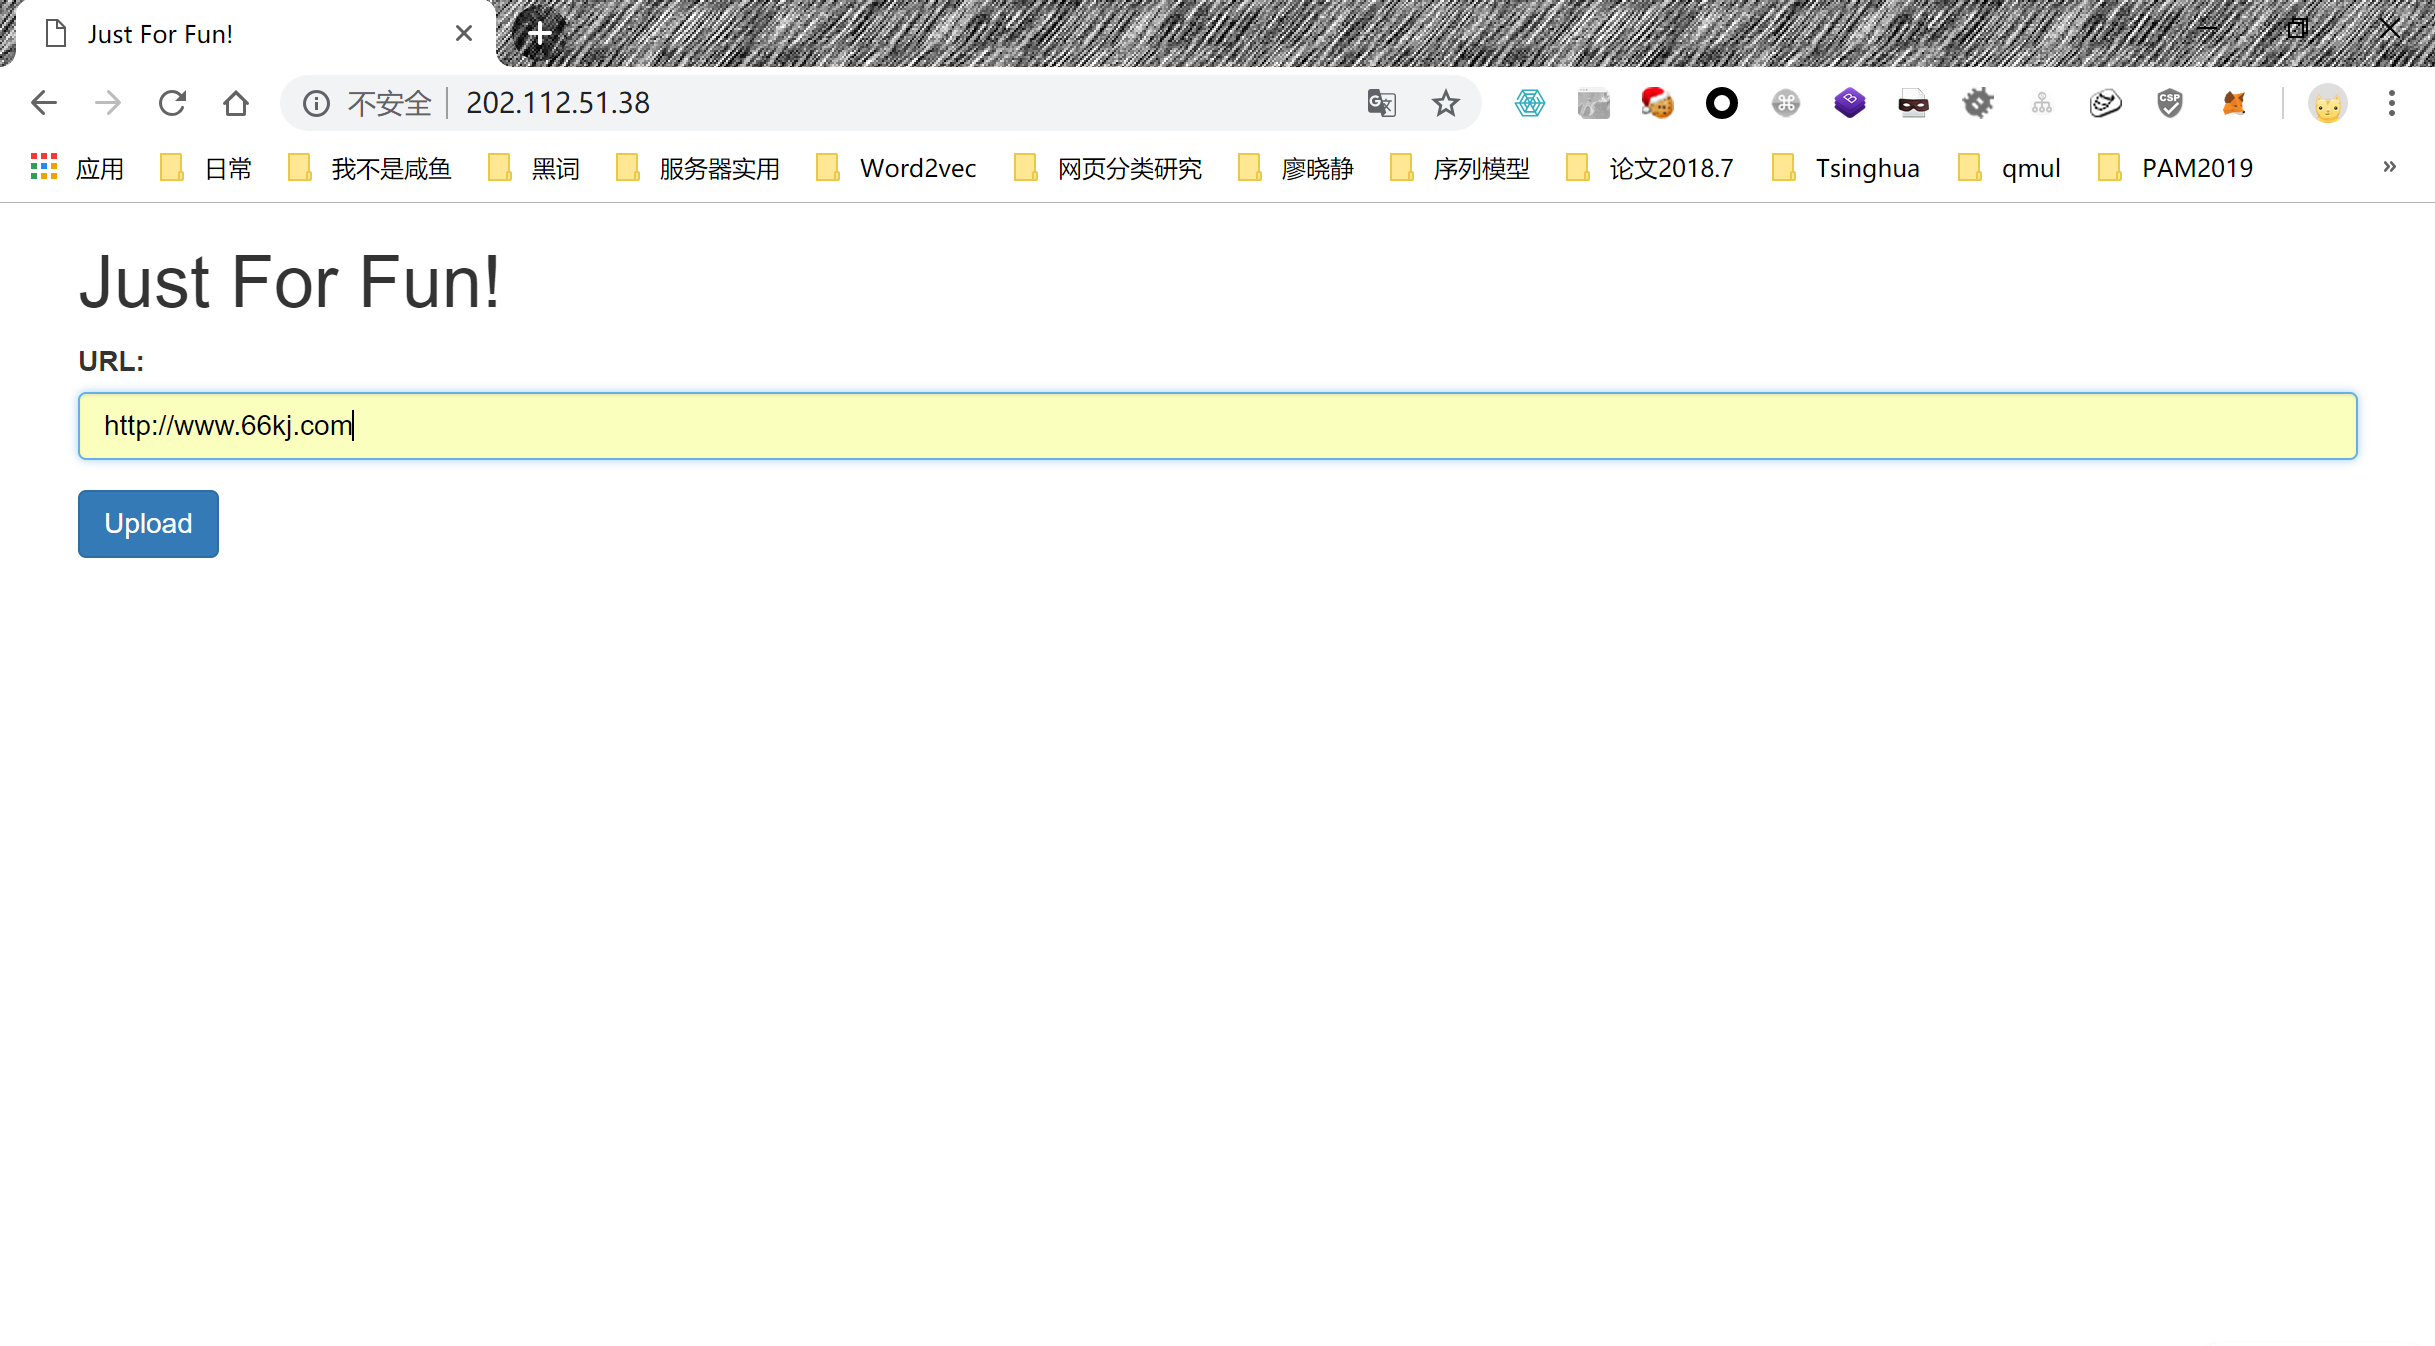 Just For Fun!
不安全 202.112.51.38
应用 日常 我不是咸鱼 黑词 服务器实用 Word2vec 网页分类研究 廖晓静 序列模型 论文2018.7 Tsinghua qmul PAM2019 »
Just For Fun!
URL:
http://www.66kj.com
Upload